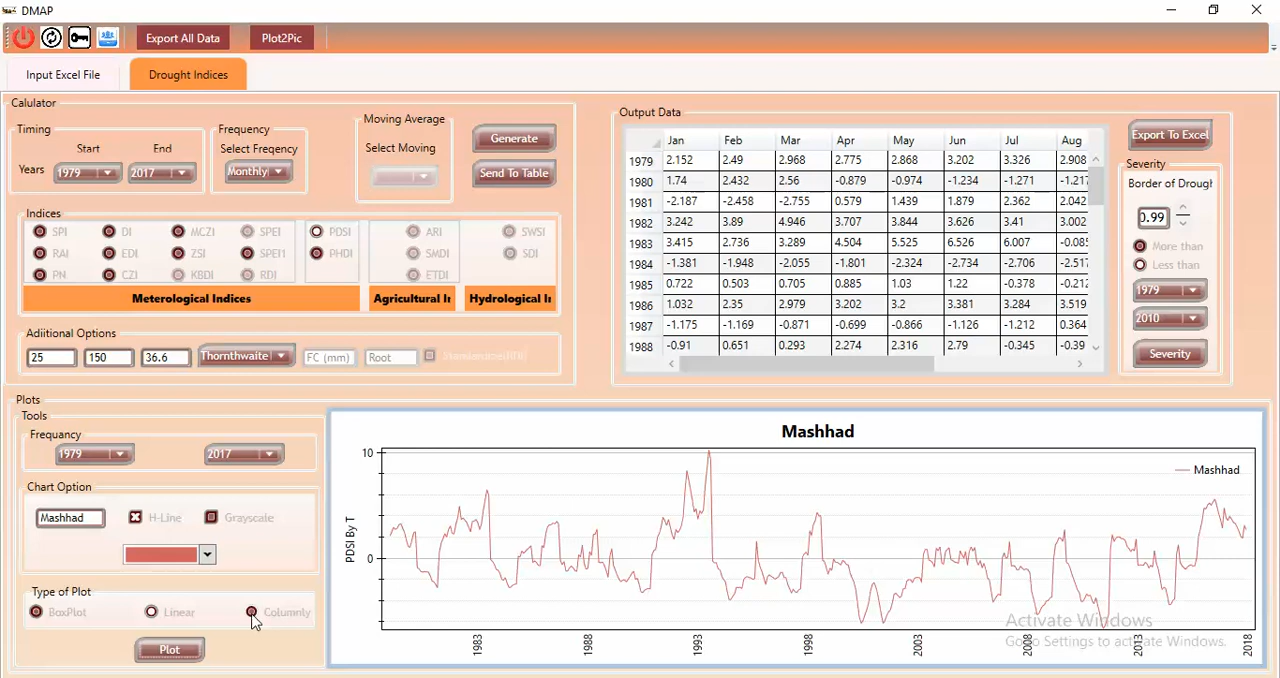 DMAP
Export All Data Plot2Pic
Input Excel File Drought Indices
Calulator
Timing
Start End
Years 1979 2017
Frequency
Select Freqency
Monthly
Moving Average
Select Moving
Generate
Send To Table
Indices
SPI DI MCZI SPEI PDSI ARI SWSI
RAI EDI ZSI SPEI1 PHDI SMDI SDI
PN CZI KBDI RDI ETDI
Meterological Indices Agricultural Ir Hydrological Ir
Adiitional Options
25 150 36.6 Thornthwaite FC (mm) Root
Output Data
Jan Feb Mar Apr May Jun Jul Aug
1979 2.152 2.49 2.968 2.775 2.868 3.202 3.326 2.908
1980 1.74 2.432 2.56 -0.879 -0.974 -1.234 -1.271 -1.217
1981 -2.187 -2.458 -2.755 0.579 1.439 1.879 2.362 2.042
1982 3.242 3.89 4.946 3.707 3.844 3.626 3.41 3.002
1983 3.415 2.736 3.289 4.504 5.525 6.526 6.007 -0.085
1984 -1.381 -1.948 -2.055 -1.801 -2.324 -2.734 -2.706 -2.517
1985 0.722 0.503 0.705 0.885 1.03 1.22 -0.378 -0.212
1986 1.032 2.35 2.979 3.202 3.2 3.381 3.284 3.519
1987 -1.175 -1.169 -0.871 -0.699 -0.866 -1.126 -1.212 0.364
1988 -0.91 0.651 0.293 2.274 2.316 2.79 -0.345 -0.39
Export To Excel
Severity
Border of Drough
0.99
More than
Less than
1979
2010
Severity
Plots
Tools
Frequancy
1979 2017
Chart Option
Mashhad H-Line Grayscale
Type of Plot
BoxPlot Linear Columnly
Plot
Mashhad
Mashhad
PDSI By T
10
0
1983 1988 1993 1998 2003 2008 2013 2018
Activate Windows
Go to Settings to activate Windows.